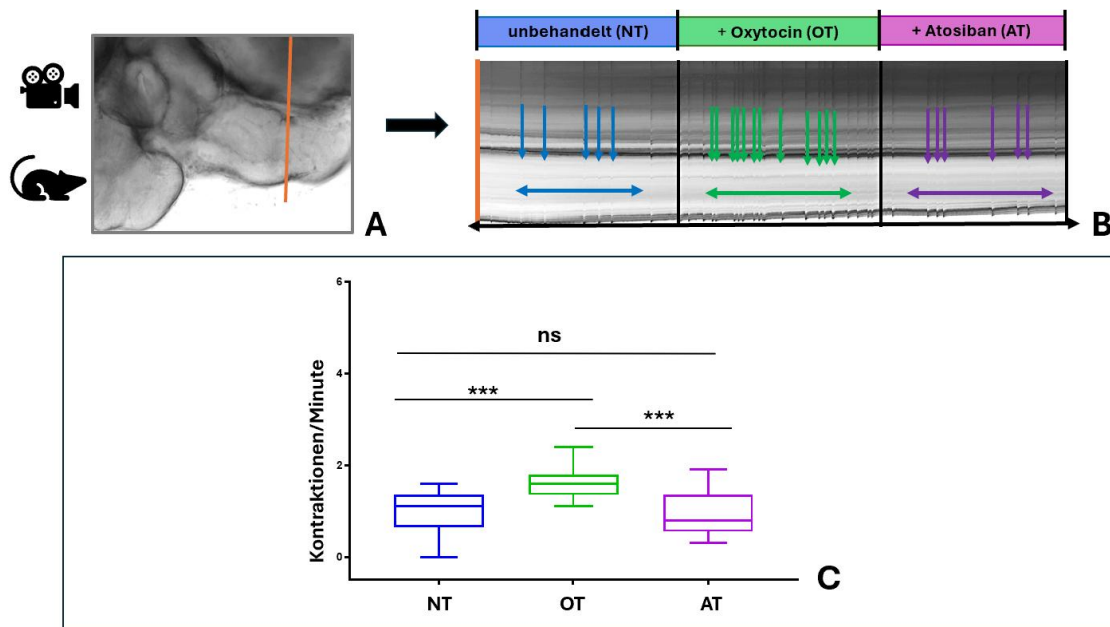 unbehandelt (NT)
+ Oxytocin (OT)
+ Atosiban (AT)
A
B
6
ns
4
***
***
2
0
Kontraktionen/Minute
C
NT
OT
AT